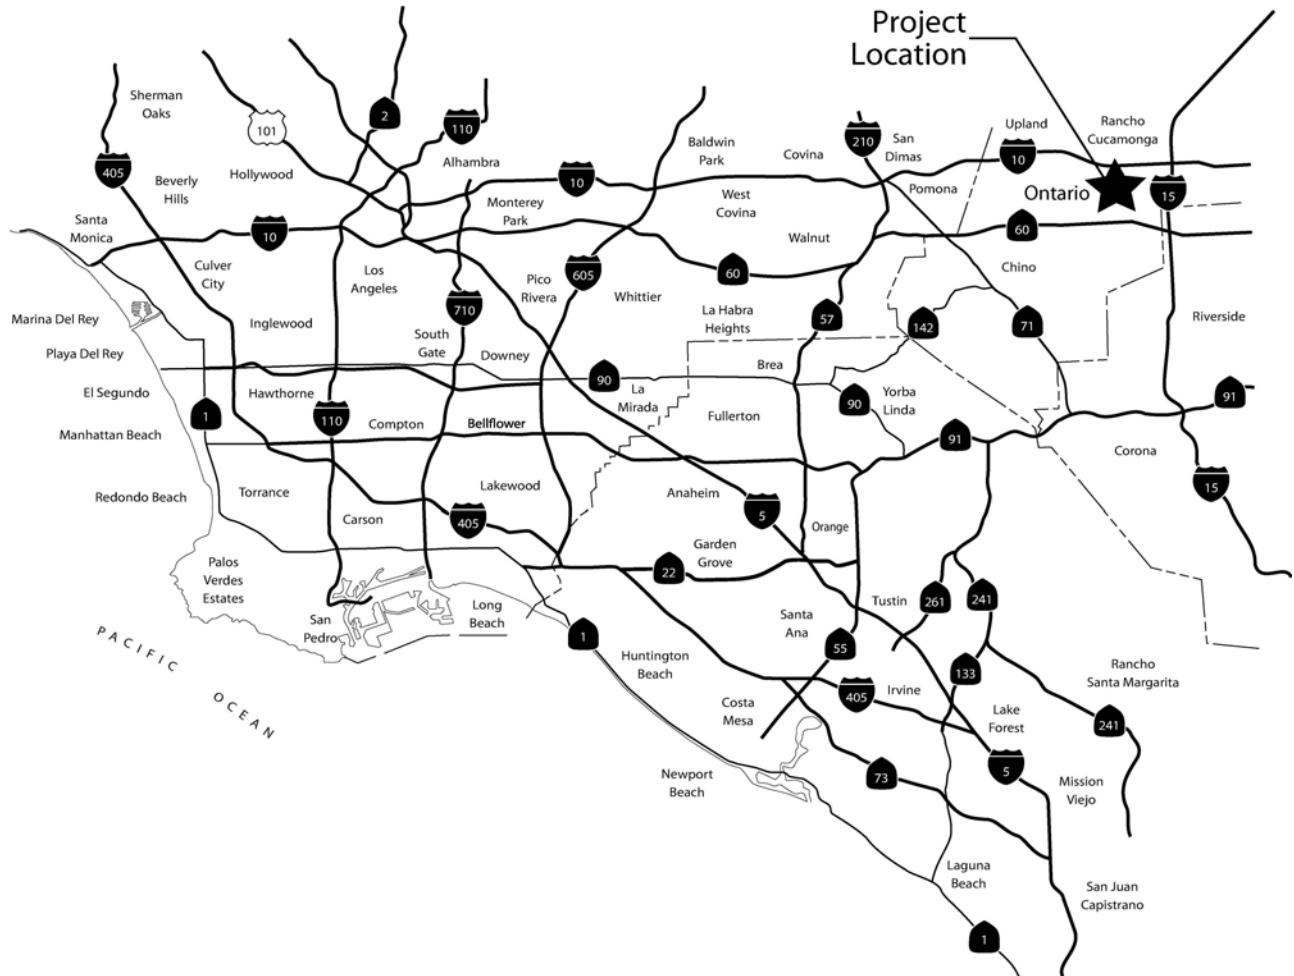 Project
Location
Sherman
Oaks
Rancho
Cucamonga
Upland
2
101
110
Alhambra
Baldwin
Park
Covina
210
San
Dimas
10
405
Hollywood
Beverly
Hills
10
Monterey
Park
West
Covina
Pomona
Ontario
15
Santa
Monica
10
Walnut
60
Culver
City
Los
Angeles
Pico
Rivera
605
Whittier
60
Chino
Marina Del Rey
Inglewood
710
South
Gate
La Habra
Heights
57
142
71
Riverside
Playa Del Rey
Downey
90
Brea
El Segundo
Hawthorne
La
Mirada
Yorba
Linda
90
91
1
110
Compton
Bellflower
Fullerton
Manhattan Beach
91
Corona
Redondo Beach
Torrance
Lakewood
Anaheim
15
Carson
405
5
Orange
Palos
Verdes
Estates
22
Garden
Grove
San
Pedro
Long
Beach
1
Santa
Ana
Tustin
261
241
55
PACIFIC
OCEAN
Huntington
Beach
133
Rancho
Santa Margarita
Costa
Mesa
405
Irvine
Lake
Forest
241
Newport
Beach
73
5
Mission
Viejo
Laguna
Beach
San Juan
Capistrano
1